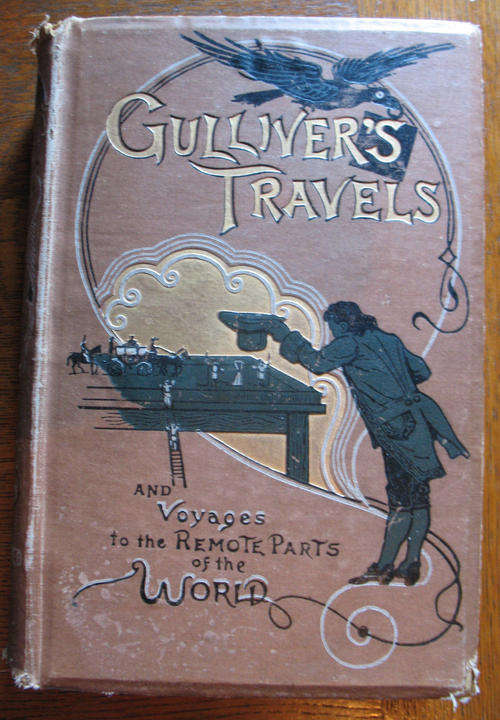 GULLIVER'S
TRAVELS
AND
Voyages
to the REMOTE PARTS
of the
WORLD